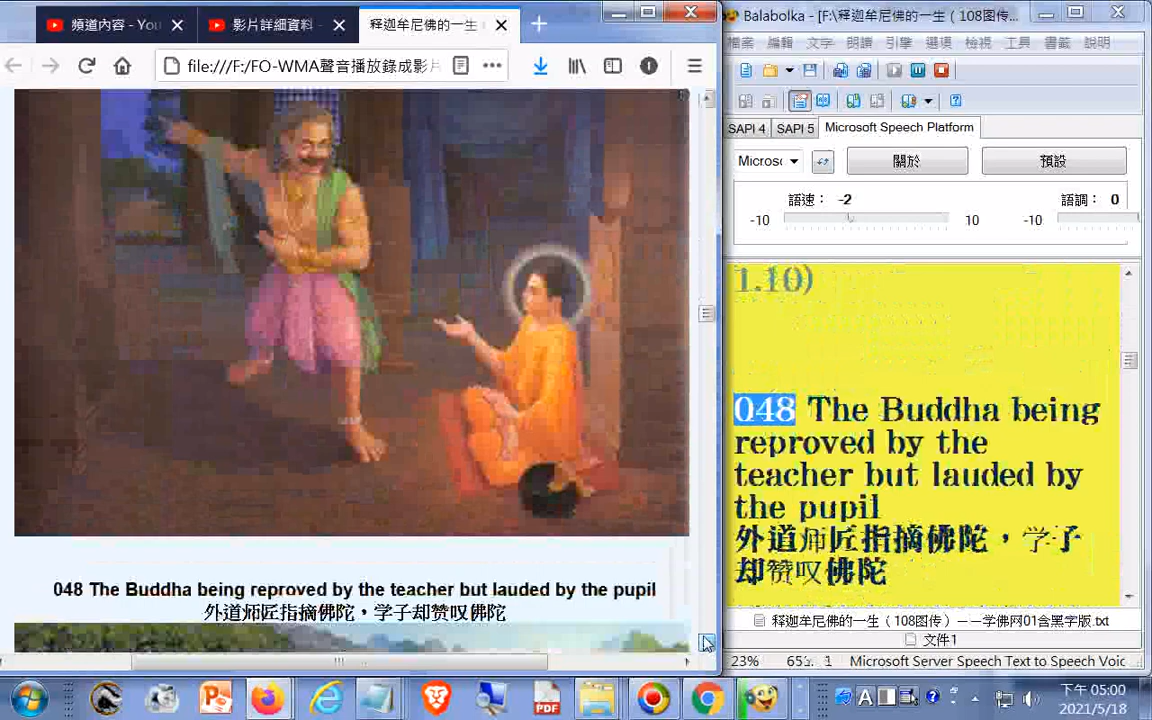 頻道內容 - You
影片詳細資料 -
释迦牟尼佛的一生
file:///F:/FO-WMA聲音播放錄成影片
048 The Buddha being reproved by the teacher but lauded by the pupil
外道师匠指摘佛陀，学子却赞叹佛陀
Balabolka - [F:\释迦牟尼佛的一生（108图传...
檔案 編輯 文字 朗讀 引擎 選項 檢視 工具 書籤 說明
SAPI 4 SAPI 5 Microsoft Speech Platform
Microsc 關於 預設
語速： -2 語調： 0
-10 10 -10
1.10)
048 The Buddha being
reproved by the
teacher but lauded by
the pupil
外道师匠指摘佛陀，学子
却赞叹佛陀
释迦牟尼佛的一生（108图传）——学佛网01含黑字版.txt
文件1
23% 651. 1 Microsoft Server Speech Text to Speech Voic
下午 05:00
2021/5/18